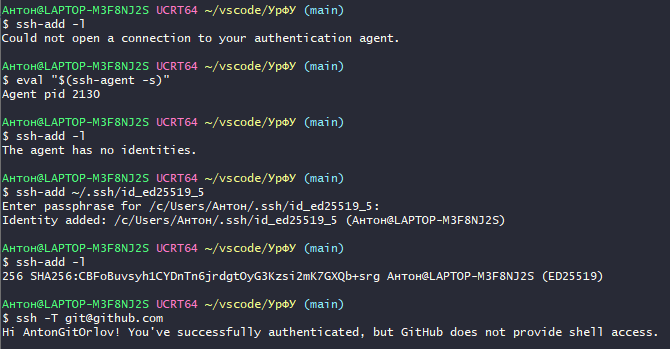 Антон@LAPTOP-M3F8NJ2S UCRT64 ~/vscode/УрФУ (main)
$ ssh-add -l
Could not open a connection to your authentication agent.
Антон@LAPTOP-M3F8NJ2S UCRT64 ~/vscode/УрФУ (main)
$ eval "$(ssh-agent -s)"
Agent pid 2130
Антон@LAPTOP-M3F8NJ2S UCRT64 ~/vscode/УрФУ (main)
$ ssh-add -l
The agent has no identities.
Антон@LAPTOP-M3F8NJ2S UCRT64 ~/vscode/УрФУ (main)
$ ssh-add ~/.ssh/id_ed25519_5
Enter passphrase for /c/Users/Антон/.ssh/id_ed25519_5:
Identity added: /c/Users/Антон/.ssh/id_ed25519_5 (Антон@LAPTOP-M3F8NJ2S)
Антон@LAPTOP-M3F8NJ2S UCRT64 ~/vscode/УрФУ (main)
$ ssh-add -l
256 SHA256:CBFoBuvsyh1CYDnTn6jrdgtOyG3Kzsi2mK7GXQb+srg Антон@LAPTOP-M3F8NJ2S (ED25519)
Антон@LAPTOP-M3F8NJ2S UCRT64 ~/vscode/УрФУ (main)
$ ssh -T git@github.com
Hi AntonGitOrlov! You've successfully authenticated, but GitHub does not provide shell access.